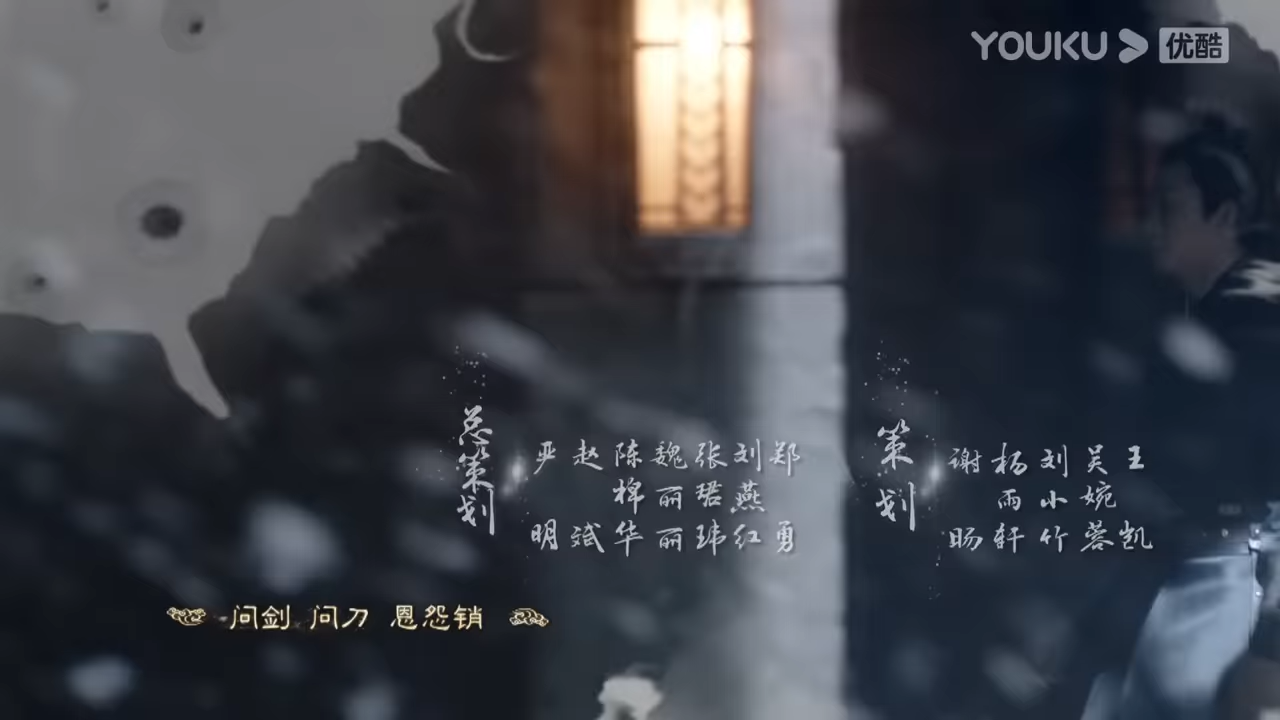 YOUKU 优酷
总策划
严明
赵斌
陈樺华
魏丽丽
张珺玮
刘燕红
郑勇
策划
谢旸
杨雨轩
刘小竹
吴婉蓉
王凯
问剑 问刀 恩怨销